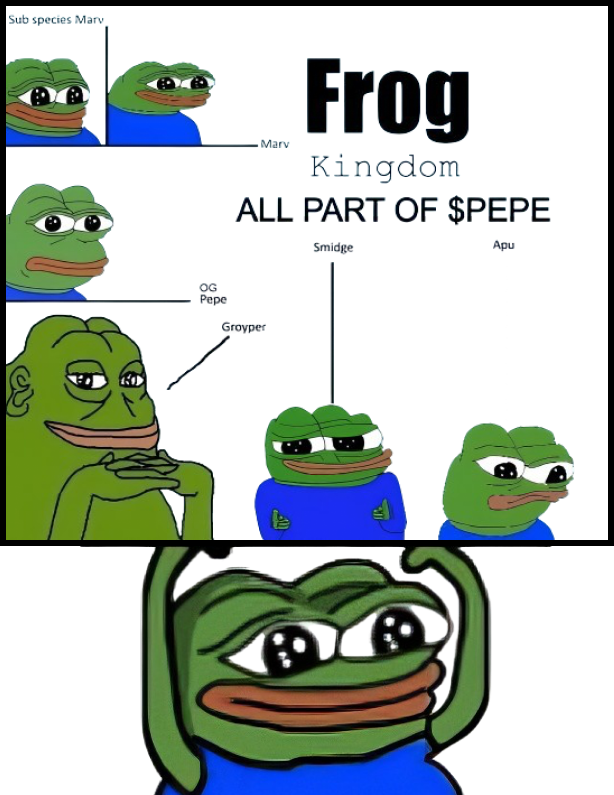 Sub species Marv
Marv
Frog
Kingdom
ALL PART OF $PEPE
Smidge
Apu
OG
Pepe
Groyper